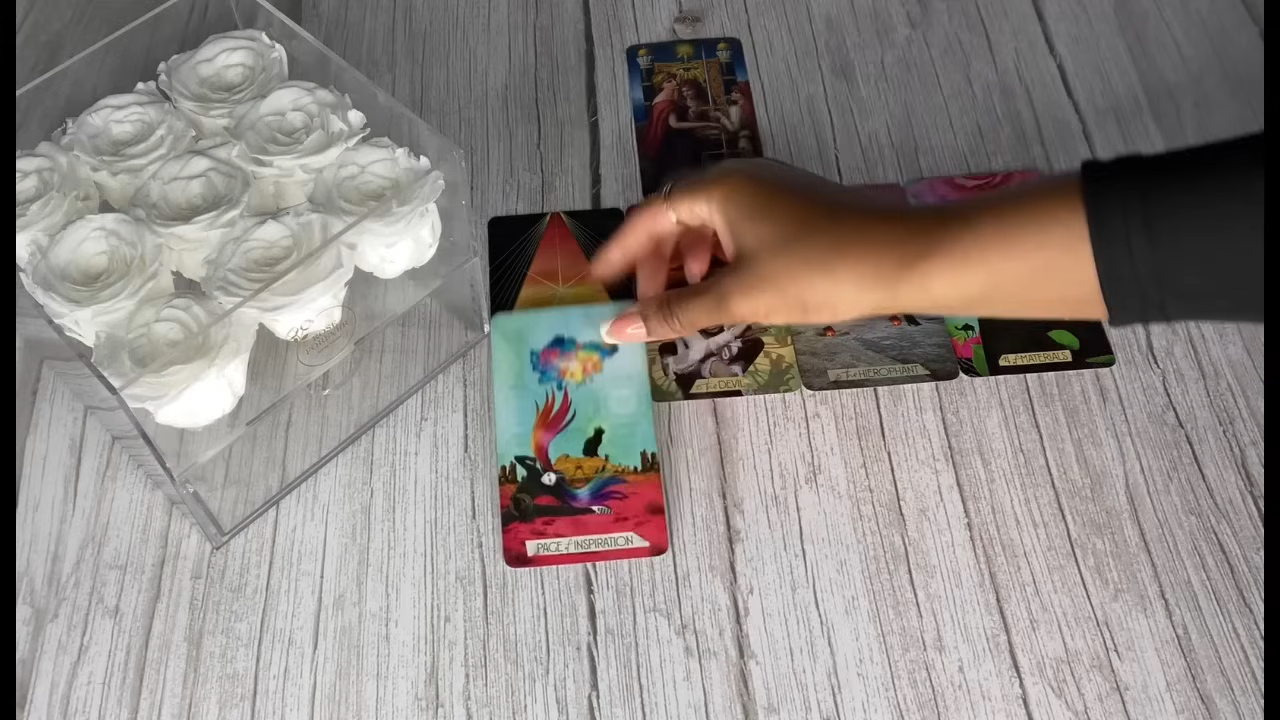 The DEVIL
The HIEROPHANT
4 of MATERIALS
PAGE of INSPIRATION